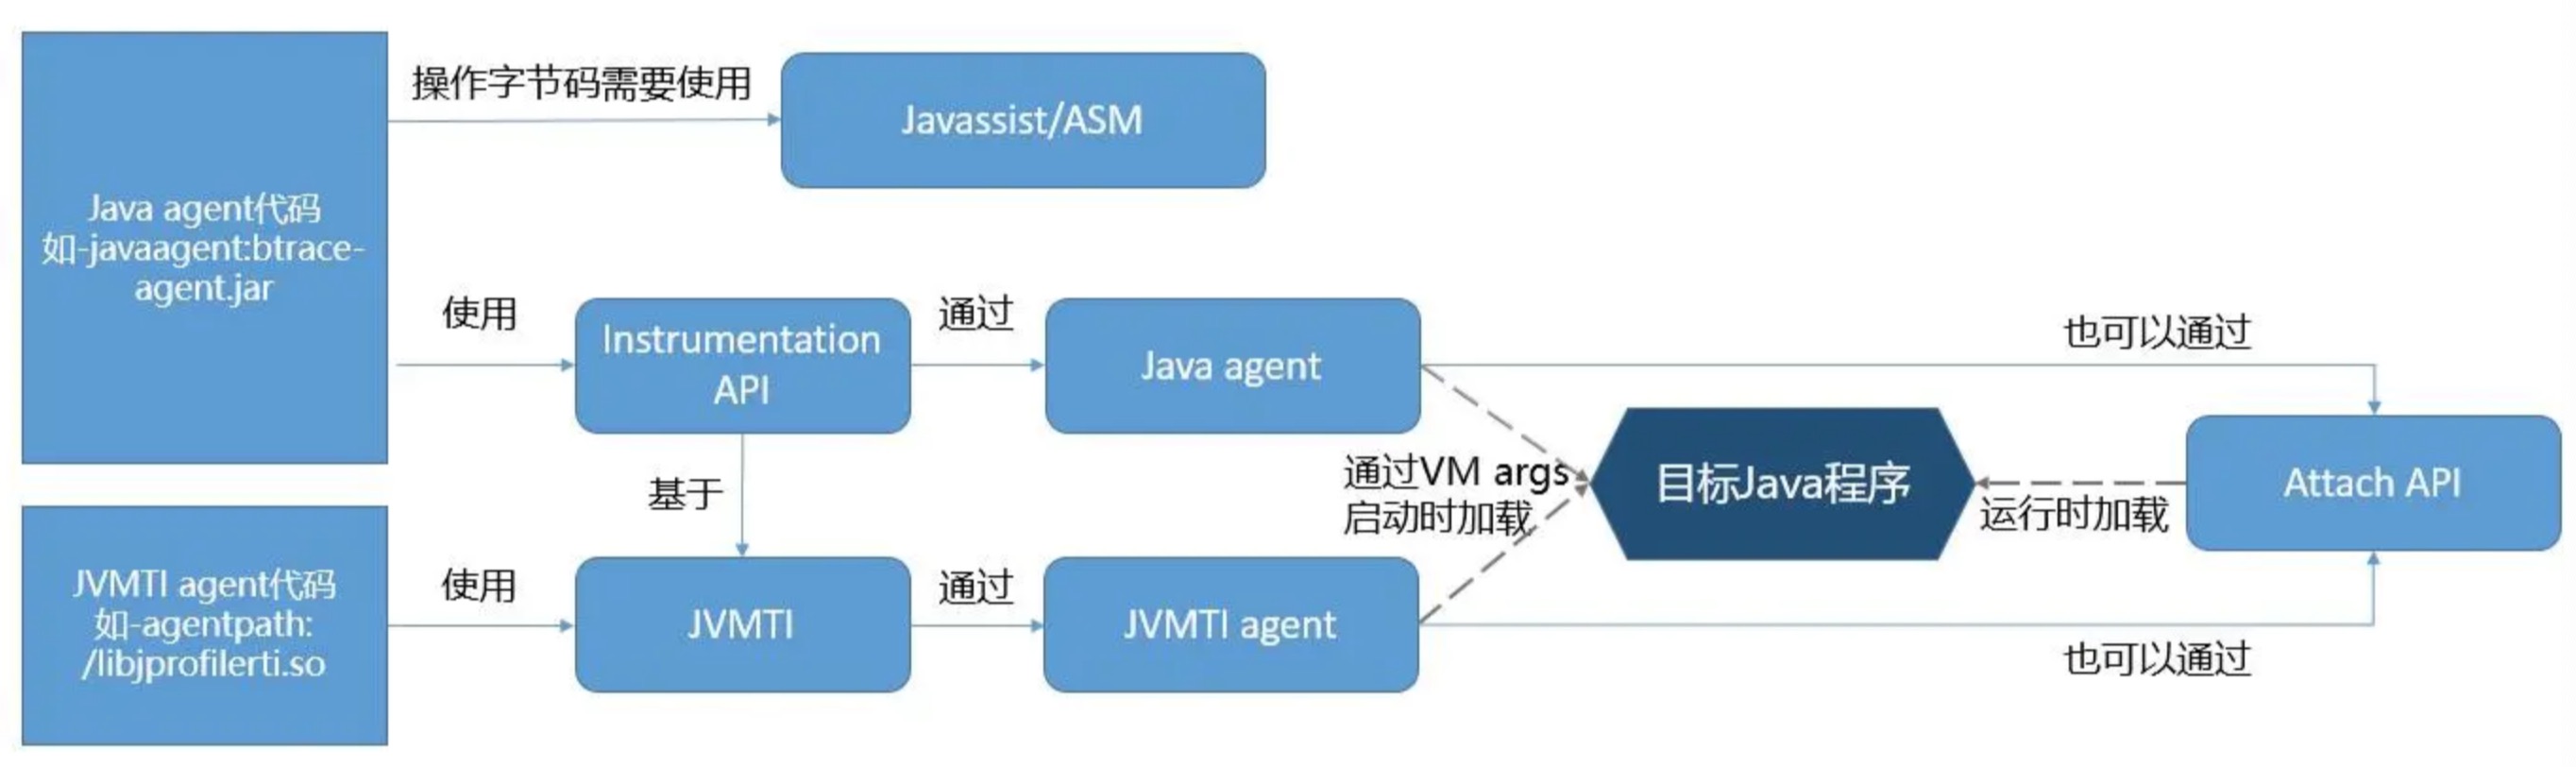 操作字节码需要使用
Javassist/ASM
Java agent代码
如-javaagent:btrace-
agent.jar
使用
Instrumentation
API
通过
Java agent
也可以通过
基于
通过VM args
启动时加载
目标Java程序
运行时加载
Attach API
JVMTI agent代码
如-agentpath:
/libjprofilerti.so
使用
JVMTI
通过
JVMTI agent
也可以通过